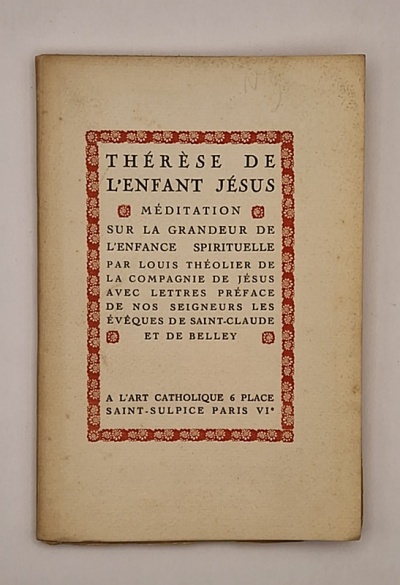 THÉRÈSE DE
L'ENFANT JÉSUS
MÉDITATION
SUR LA GRANDEUR DE
L'ENFANCE SPIRITUELLE
PAR LOUIS THÉOLIER DE
LA COMPAGNIE DE JÉSUS
AVEC LETTRES PRÉFACE
DE NOS SEIGNEURS LES
ÉVÊQUES DE SAINT-CLAUDE
ET DE BELLEY
A L'ART CATHOLIQUE 6 PLACE
SAINT-SULPICE PARIS VIe